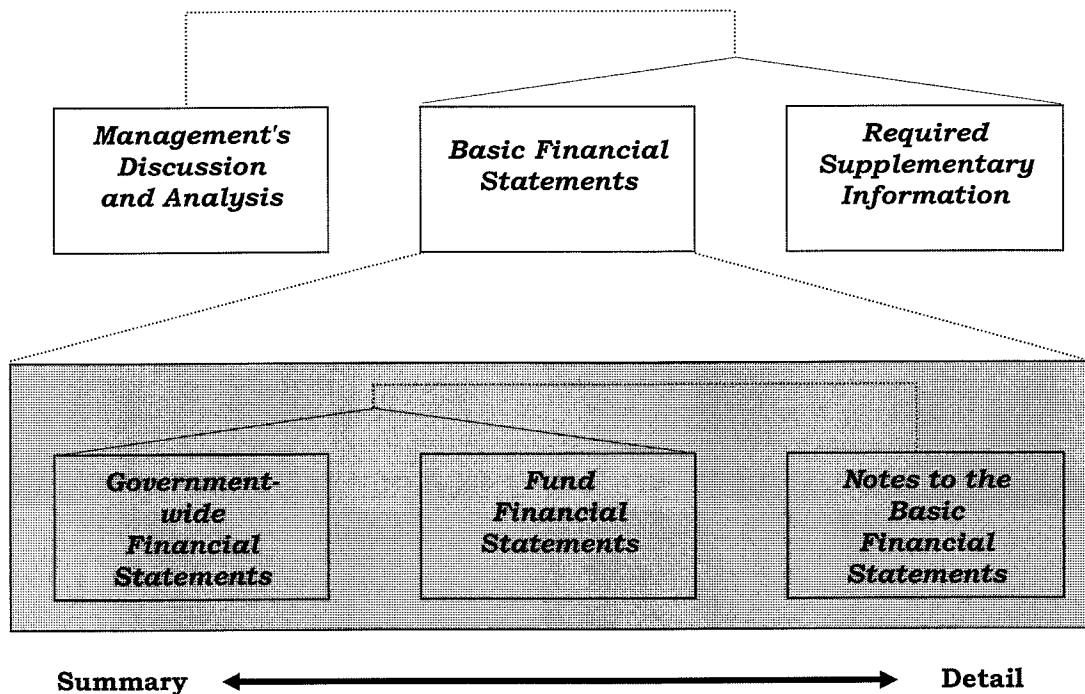 Management's
Discussion
and Analysis
Basic Financial
Statements
Required
Supplementary
Information
Government-
wide
Financial
Statements
Fund
Financial
Statements
Notes to the
Basic
Financial
Statements
Summary
Detail